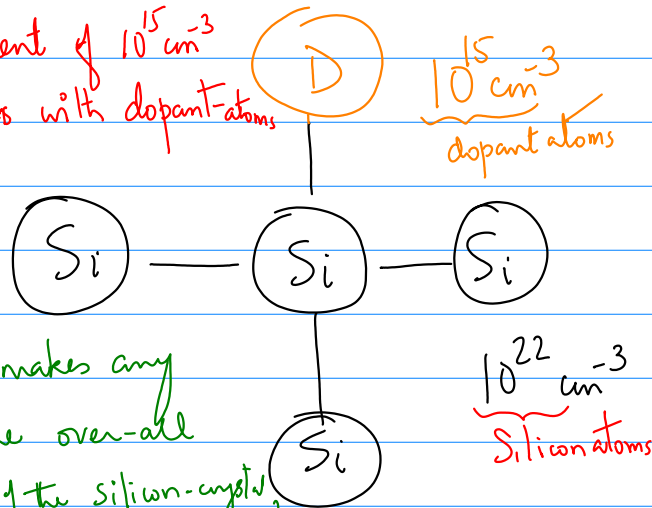 ent of 10^15 cm^-3
with dopant-atoms
D
10^15 cm^-3
dopant atoms
Si
Si
Si
makes any
over-all
the silicon-crystal
Si
10^22 cm^-3
Silicon atoms